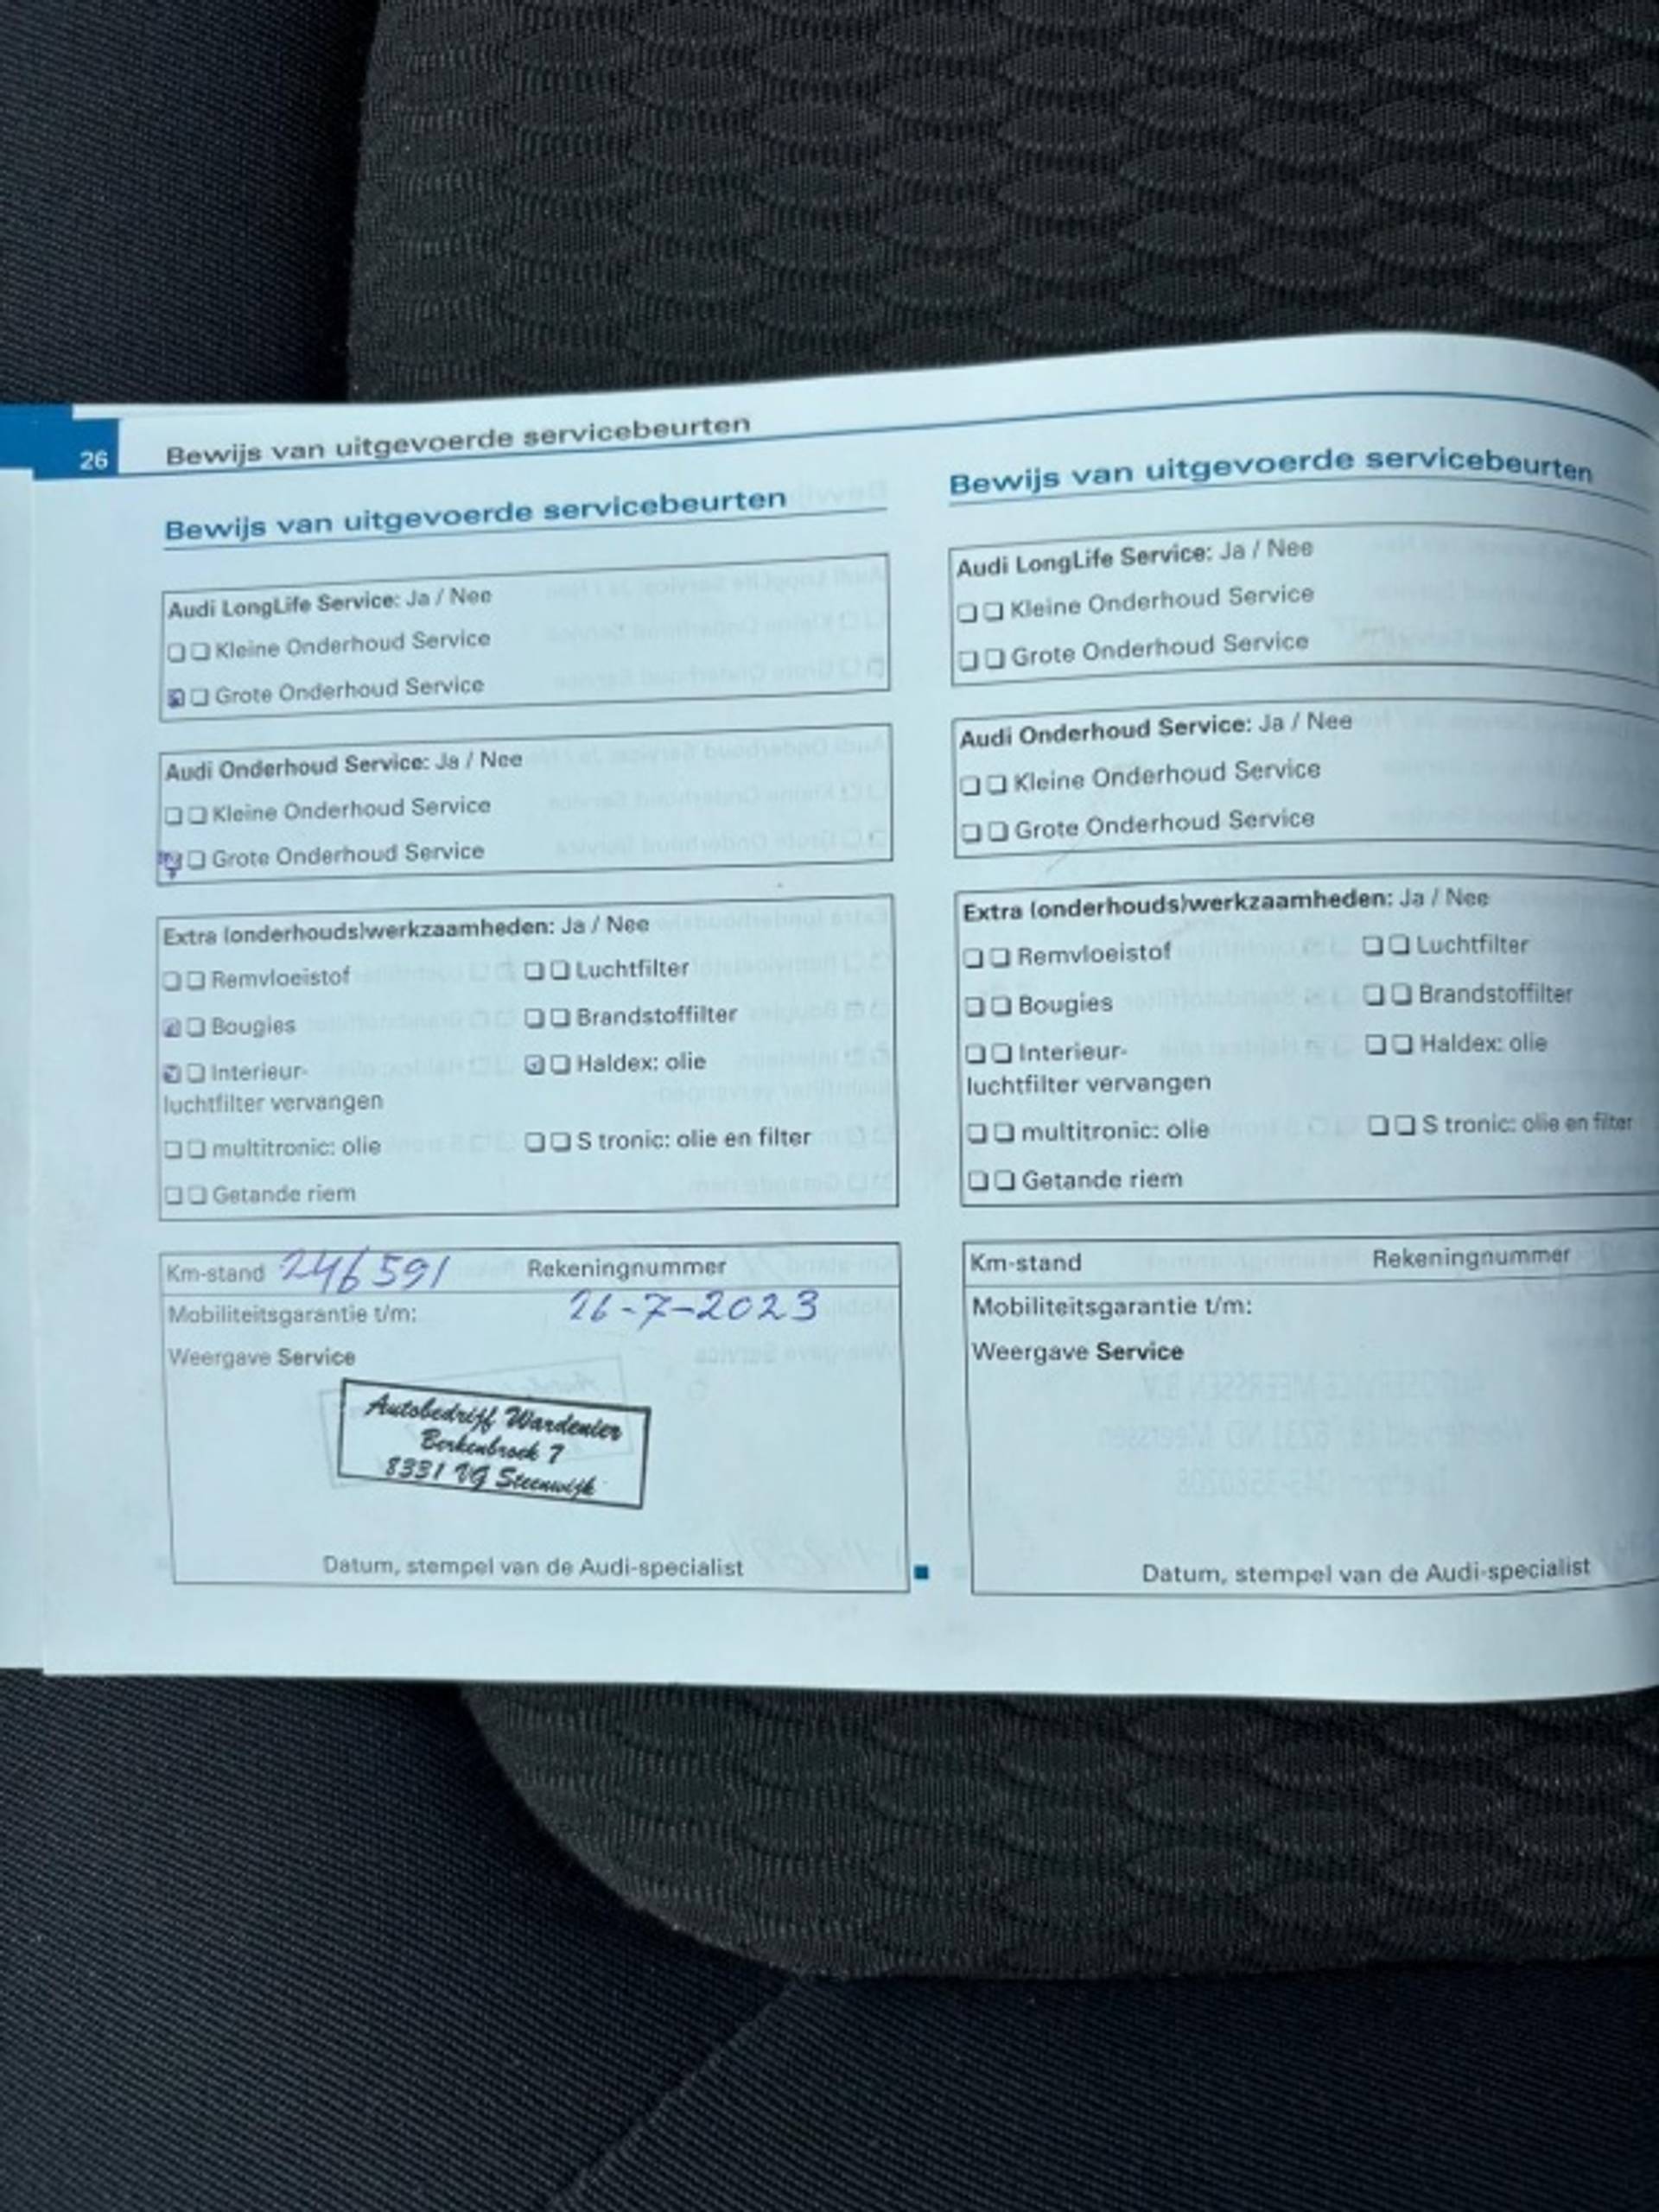 26
Bewijs van uitgevoerde servicebeurten
Bewijs van uitgevoerde servicebeurten
Audi LongLife Service: Ja / Nee
Kleine Onderhoud Service
Grote Onderhoud Service
Audi Onderhoud Service: Ja / Nee
Kleine Onderhoud Service
Grote Onderhoud Service
Extra (onderhouds)werkzaamheden: Ja / Nee
Remvloeistof Luchtfilter
Bougies Brandstoffilter
Interieur- Haldex: olie
luchtfilter vervangen
multitronic: olie S tronic: olie en filter
Getande riem
Km-stand 246591 Rekeningnummer
Mobiliteitsgarantie t/m: 26-7-2023
Weergave Service
Autobedrijf Wardenier
Berkenbroek 7
8331 VG Steenwijk
Datum, stempel van de Audi-specialist
Bewijs van uitgevoerde servicebeurten
Audi LongLife Service: Ja / Nee
Kleine Onderhoud Service
Grote Onderhoud Service
Audi Onderhoud Service: Ja / Nee
Kleine Onderhoud Service
Grote Onderhoud Service
Extra (onderhouds)werkzaamheden: Ja / Nee
Remvloeistof Luchtfilter
Bougies Brandstoffilter
Interieur- Haldex: olie
luchtfilter vervangen
multitronic: olie S tronic: olie en filter
Getande riem
Km-stand Rekeningnummer
Mobiliteitsgarantie t/m:
Weergave Service
Datum, stempel van de Audi-specialist